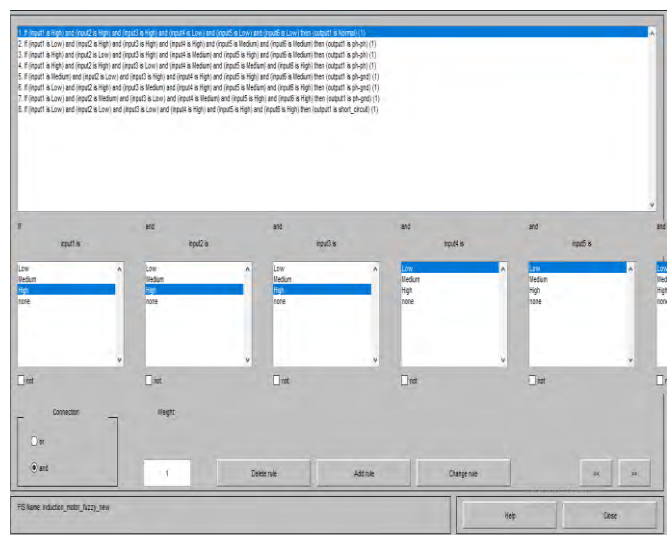 1. If (input1 is High) and (input2 is High) and (input3 is High) and (input4 is Low) and (input5 is Low) and (input6 is Low) then (output1 is Normal) (1)
2. If (input1 is Low) and (input2 is High) and (input3 is High) and (input4 is High) and (input5 is Medium) and (input6 is Medium) then (output1 is ph-ph) (1)
3. If (input1 is High) and (input2 is Low) and (input3 is High) and (input4 is Medium) and (input5 is High) and (input6 is Medium) then (output1 is ph-ph) (1)
4. If (input1 is High) and (input2 is High) and (input3 is Low) and (input4 is Medium) and (input5 is Medium) and (input6 is High) then (output1 is ph-ph) (1)
5. If (input1 is Medium) and (input2 is Low) and (input3 is High) and (input4 is High) and (input5 is High) and (input6 is Medium) then (output1 is ph-gnd) (1)
6. If (input1 is Low) and (input2 is High) and (input3 is Medium) and (input4 is High) and (input5 is Medium) and (input6 is High) then (output1 is ph-gnd) (1)
7. If (input1 is Low) and (input2 is Medium) and (input3 is Low) and (input4 is Medium) and (input5 is High) and (input6 is High) then (output1 is ph-gnd) (1)
8. If (input1 is Low) and (input2 is Low) and (input3 is Low) and (input4 is High) and (input5 is High) and (input6 is High) then (output1 is short_circuit) (1)
If and and and and and
input1 is input2 is input3 is input4 is input5 is
Low Low Low Low Low Low
Medium Medium Medium Medium Medium Med
High High High High High High
none none none none none none
not not not not not
Connection Weight:
or
and 1 Delete rule Add rule Change rule << >>
FIS Name: induction_motor_fuzzy_new Help Close